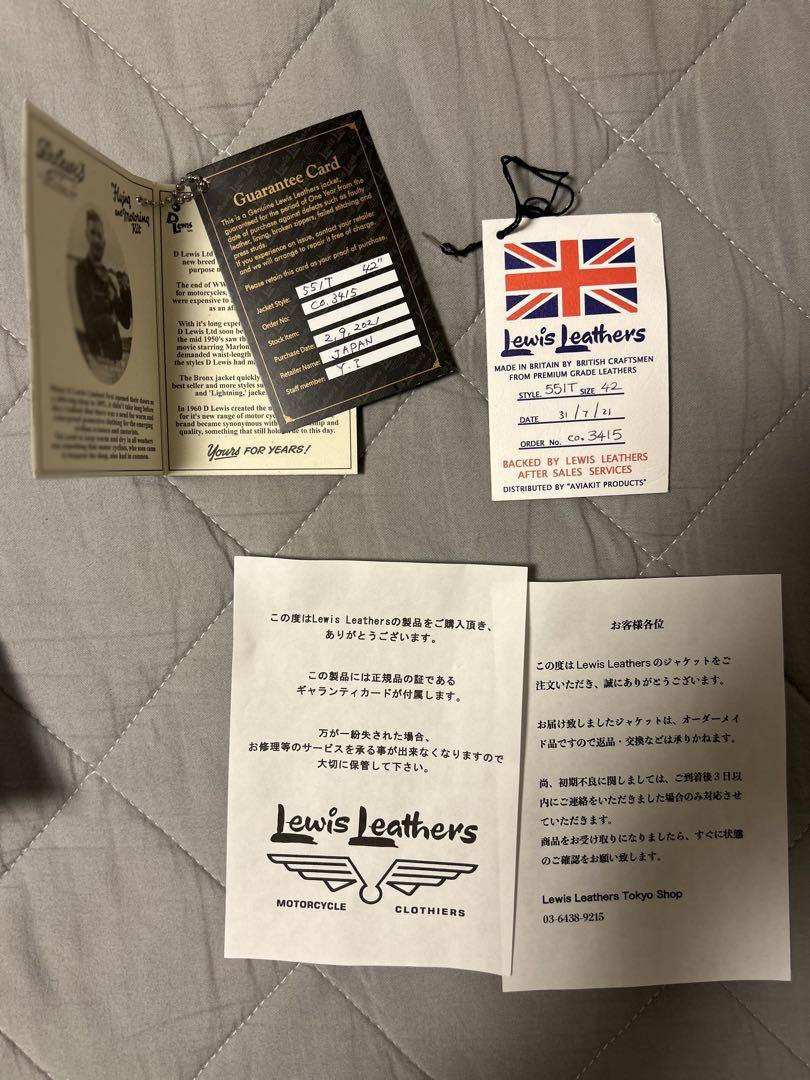 Flying
and Motoring
Kit
D Lewis
D Lewis Ltd
new breed
purpose
The end of WW
for motorcycles,
were expensive to
as an
With it's long exper
D Lewis Ltd soon be
the mid 1950's saw th
movie starring Marlon
demanded waist-length
the styles D Lewis had ma
The Bronx jacket quickly
best seller and more styles su
and 'Lightning,' jacke
In 1960 D Lewis created the
for it's new range of motor cyc
brand became synonymous with
quality, something that still holds true to this day.
Yours FOR YEARS!
Guarantee Card
This is a Genuine Lewis Leathers jacket,
guaranteed for the period of One Year from the
date of purchase against defects such as faulty
leather, lining, broken zippers, failed stitching and
press studs.
If you experience an issue, contact your retailer
and we will arrange to repair it free of charge.
Please retain this card as your proof of purchase.
Jacket Style: 551T 42"
Order No: CO. 3415
Stock Item:
Purchase Date: 2, 9, 2021
Retailer Name: JAPAN
Staff member: Y. I
Lewis Leathers
MADE IN BRITAIN BY BRITISH CRAFTSMEN
FROM PREMIUM GRADE LEATHERS
STYLE. 551T SIZE 42
DATE 31/7/21
ORDER No. CO. 3415
BACKED BY LEWIS LEATHERS
AFTER SALES SERVICES
DISTRIBUTED BY "AVIAKIT PRODUCTS"
この度はLewis Leathersの製品をご購入頂き、
ありがとうございます。
この製品には正規品の証である
ギャランティカードが付属します。
万が一紛失された場合、
お修理等のサービスを承る事が出来なくなりますので
大切に保管して下さい。
Lewis Leathers
MOTORCYCLE CLOTHIERS
お客様各位
この度は Lewis Leathers のジャケットをご
注文いただき、誠にありがとうございます。
お届け致しましたジャケットは、オーダーメイ
ド品ですので返品・交換などは承りかねます。
尚、初期不良に関しましては、ご到着後３日以
内にご連絡をいただきました場合のみ対応させ
ていただきます。
商品をお受け取りになりましたら、すぐに状態
のご確認をお願い致します。
Lewis Leathers Tokyo Shop
03-6438-9215